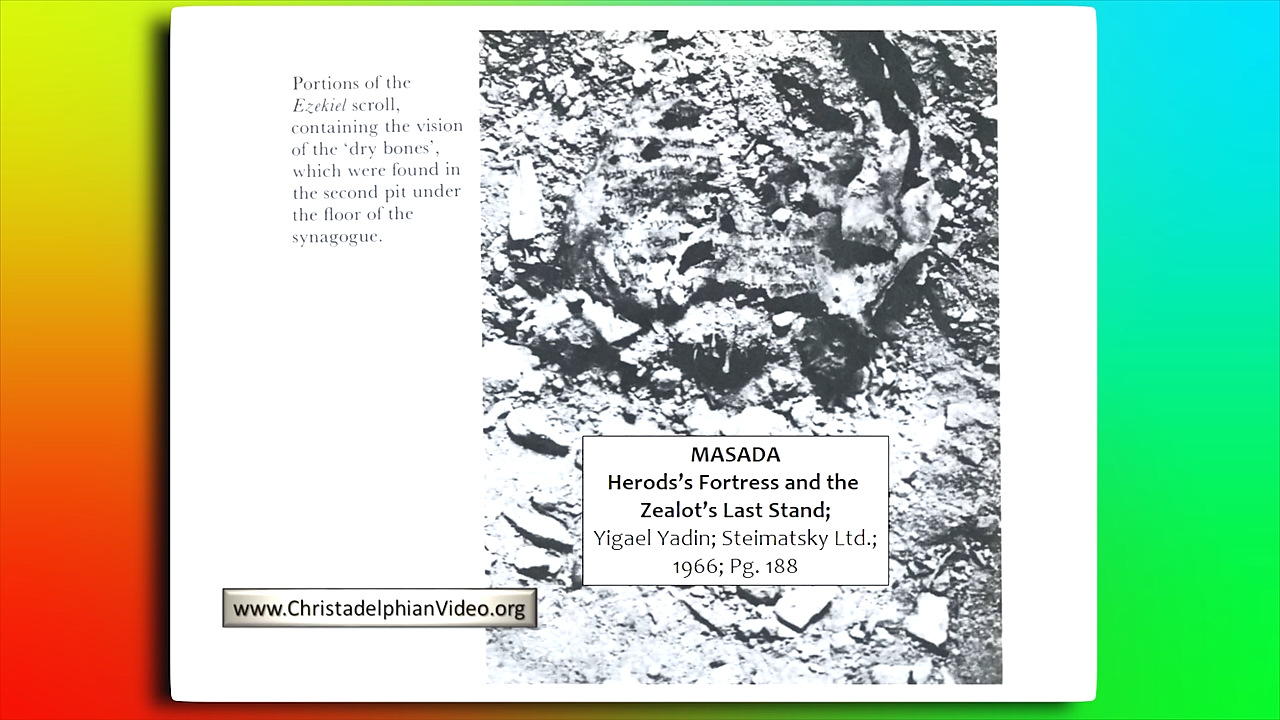 Portions of the
Ezekiel scroll,
containing the vision
of the ‘dry bones’,
which were found in
the second pit under
the floor of the
synagogue.
MASADA
Herods’s Fortress and the
Zealot’s Last Stand;
Yigael Yadin; Steimatsky Ltd.;
1966; Pg. 188
www.ChristadelphianVideo.org